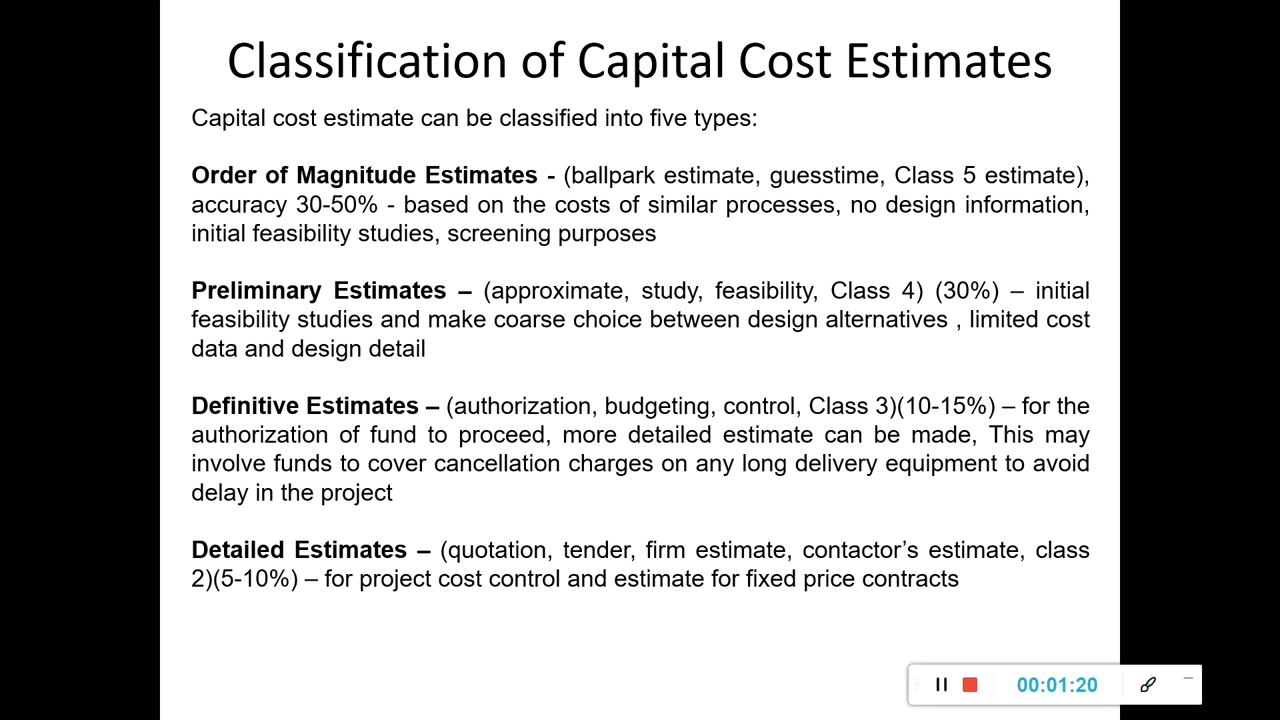 Classification of Capital Cost Estimates
Capital cost estimate can be classified into five types:
Order of Magnitude Estimates - (ballpark estimate, guesstime, Class 5 estimate),
accuracy 30-50% - based on the costs of similar processes, no design information,
initial feasibility studies, screening purposes
Preliminary Estimates – (approximate, study, feasibility, Class 4) (30%) – initial
feasibility studies and make coarse choice between design alternatives , limited cost
data and design detail
Definitive Estimates – (authorization, budgeting, control, Class 3)(10-15%) – for the
authorization of fund to proceed, more detailed estimate can be made, This may
involve funds to cover cancellation charges on any long delivery equipment to avoid
delay in the project
Detailed Estimates – (quotation, tender, firm estimate, contactor’s estimate, class
2)(5-10%) – for project cost control and estimate for fixed price contracts
00:01:20